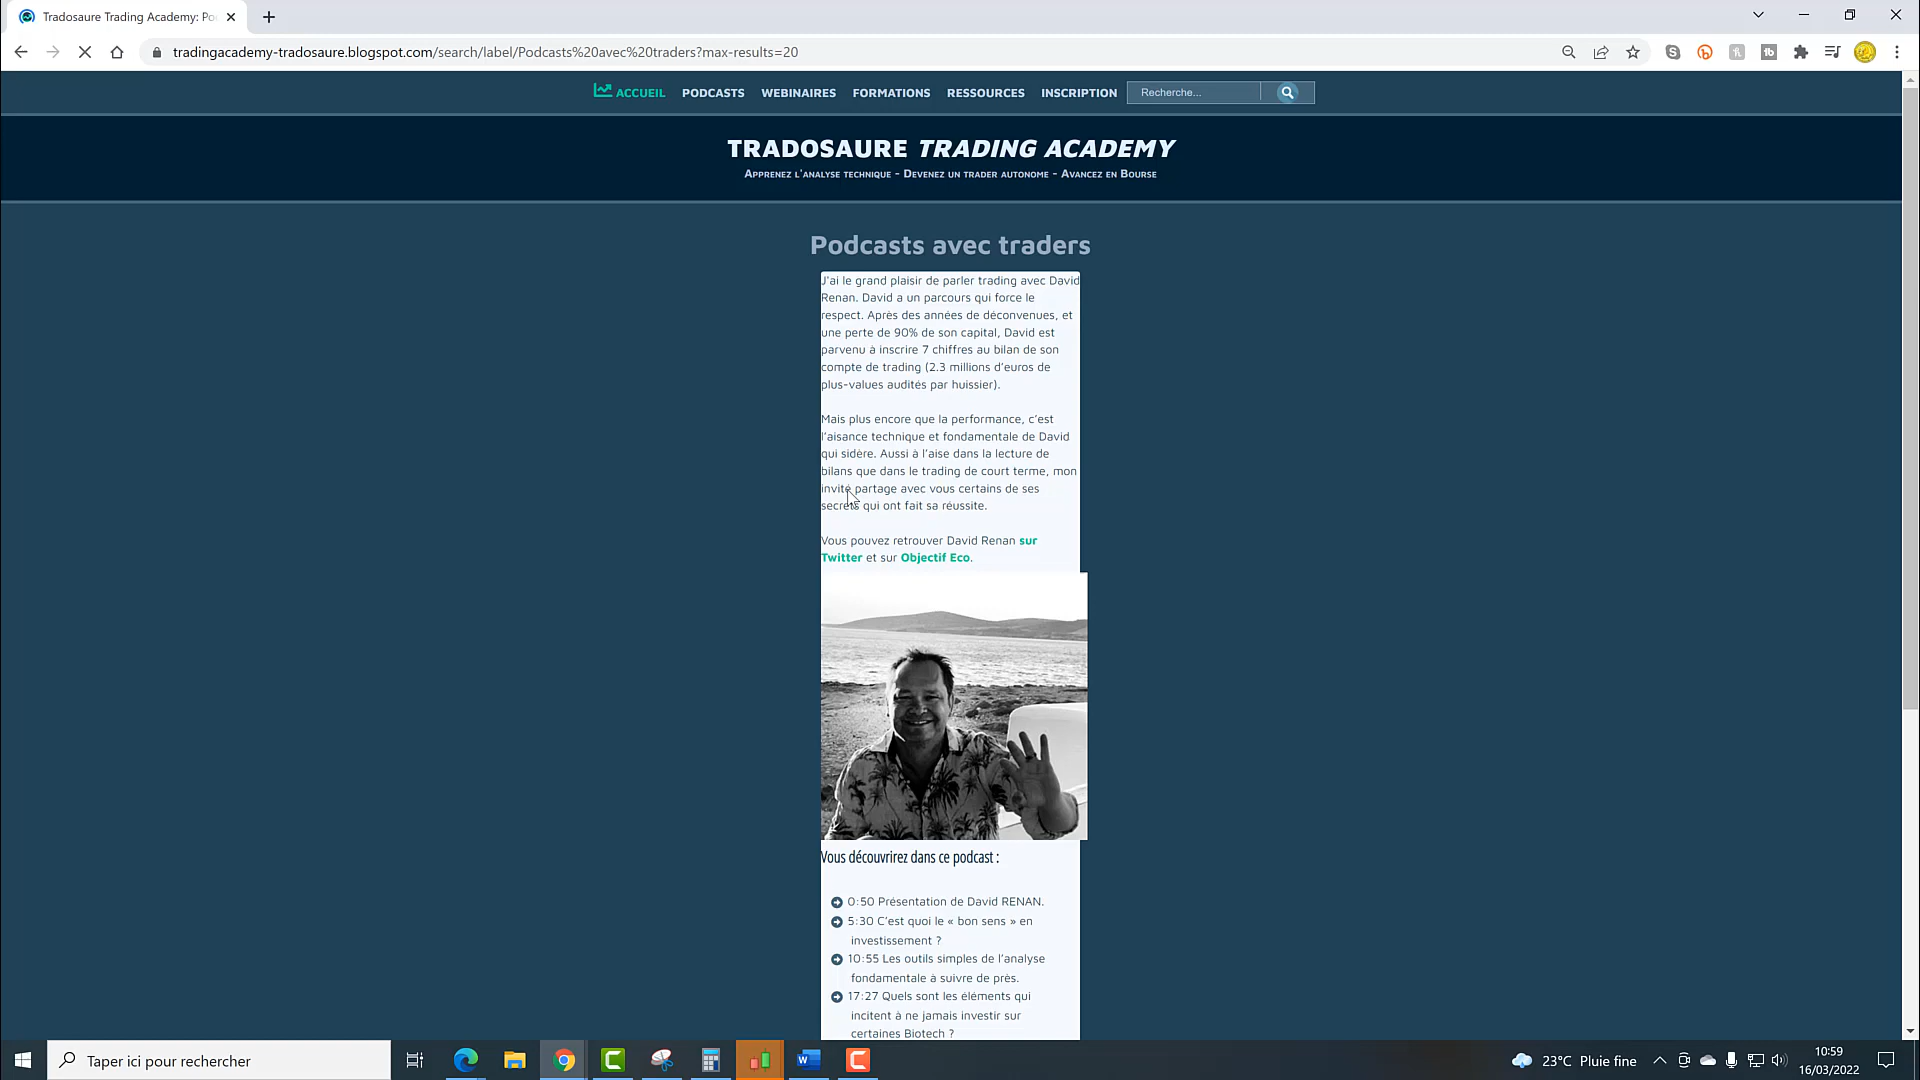 Tradosaure Trading Academy: Po
tradingacademy-tradosaure.blogspot.com/search/label/Podcasts%20avec%20traders?max-results=20
ACCUEIL PODCASTS WEBINAIRES FORMATIONS RESSOURCES INSCRIPTION Recherche...
TRADOSAURE TRADING ACADEMY
Apprenez l'analyse technique - Devenez un trader autonome - Avancez en Bourse
Podcasts avec traders
J'ai le grand plaisir de parler trading avec David
Renan. David a un parcours qui force le
respect. Après des années de déconvenues, et
une perte de 90% de son capital, David est
parvenu à inscrire 7 chiffres au bilan de son
compte de trading (2.3 millions d'euros de
plus-values audités par huissier).
Mais plus encore que la performance, c'est
l'aisance technique et fondamentale de David
qui sidère. Aussi à l'aise dans la lecture de
bilans que dans le trading de court terme, mon
invité partage avec vous certains de ses
secrets qui ont fait sa réussite.
Vous pouvez retrouver David Renan sur
Twitter et sur Objectif Eco.
Vous découvrirez dans ce podcast :
0:50 Présentation de David RENAN.
5:30 C'est quoi le « bon sens » en
investissement ?
10:55 Les outils simples de l'analyse
fondamentale à suivre de près.
17:27 Quels sont les éléments qui
incitent à ne jamais investir sur
certaines Biotech ?
Taper ici pour rechercher
23°C Pluie fine
10:59
16/03/2022